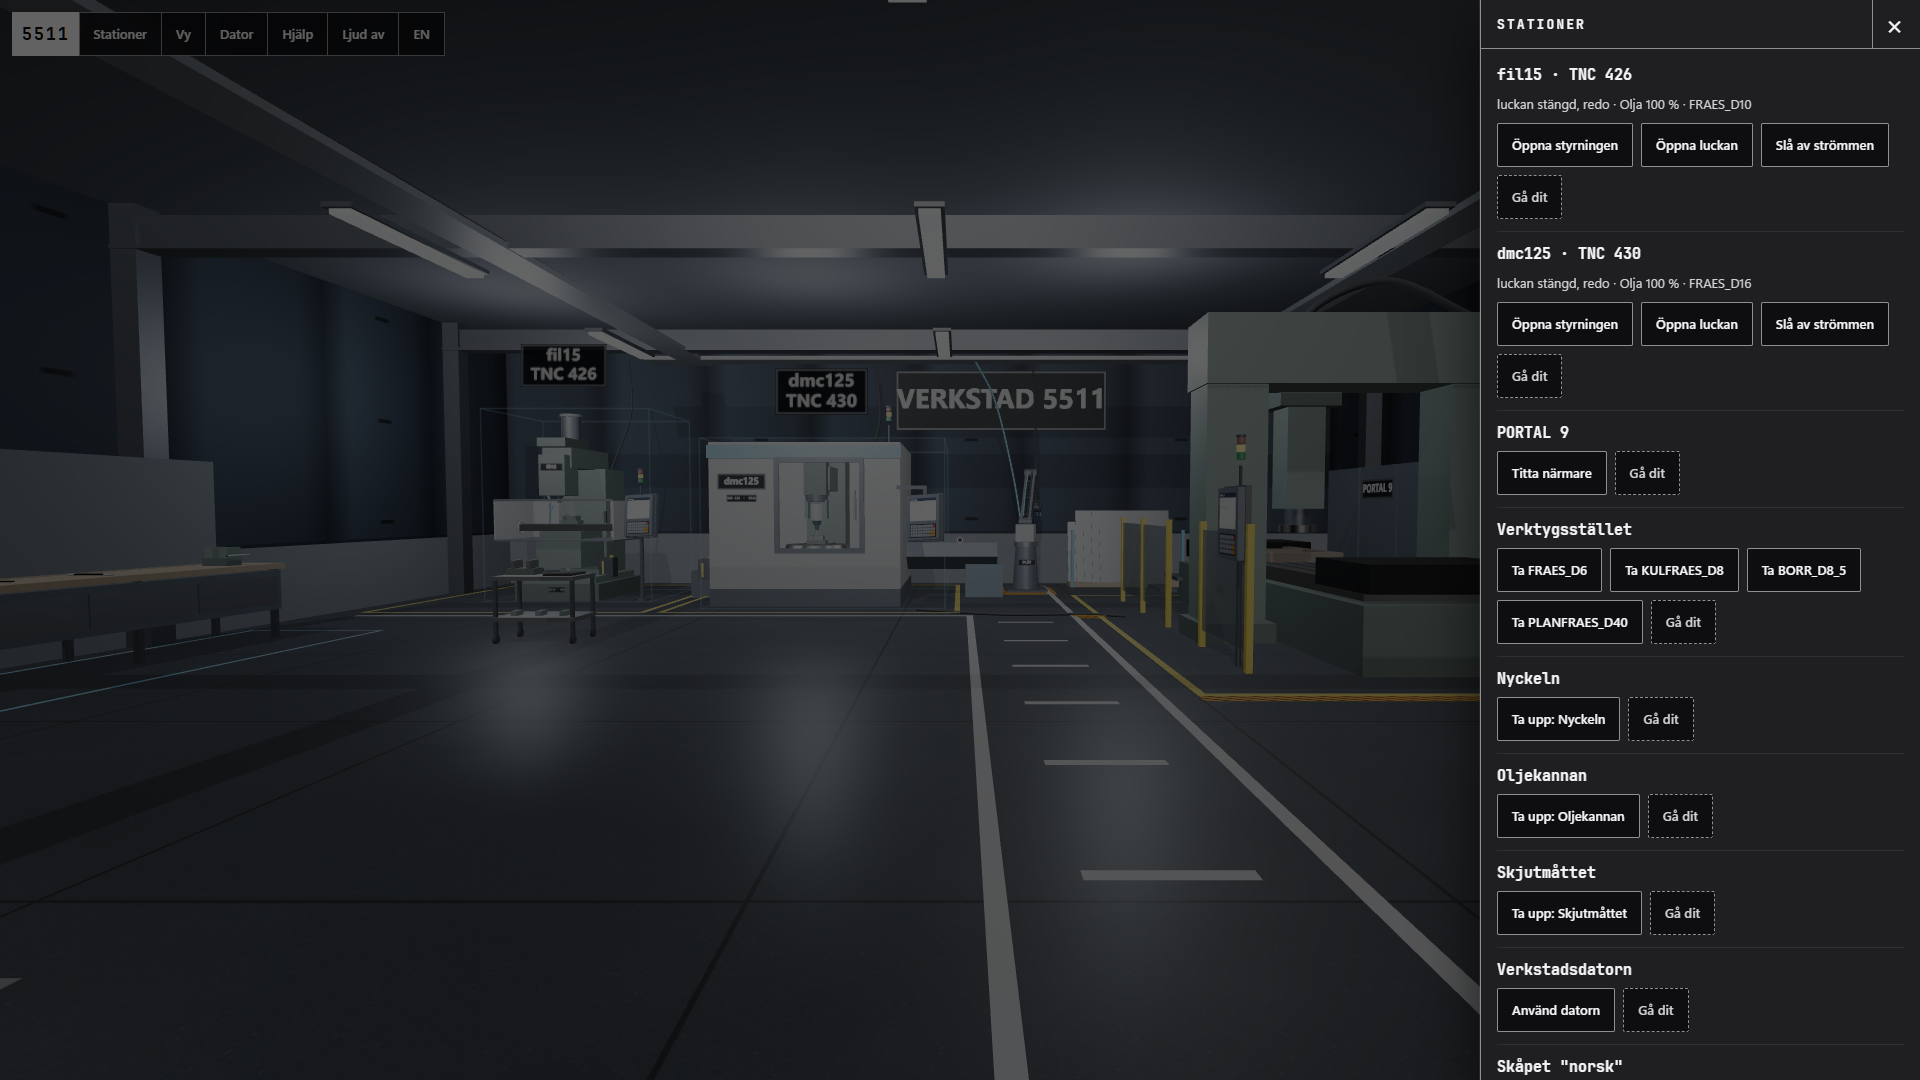 5511 Stationer Vy Dator Hjälp Ljud av EN
fil15
TNC 426
dmc125
TNC 430
VERKSTAD 5511
dmc125
PORTAL 9
STATIONER
fil15 · TNC 426
luckan stängd, redo · Olja 100 % · FRAES_D10
Öppna styrningen Öppna luckan Slå av strömmen
Gå dit
dmc125 · TNC 430
luckan stängd, redo · Olja 100 % · FRAES_D16
Öppna styrningen Öppna luckan Slå av strömmen
Gå dit
PORTAL 9
Titta närmare Gå dit
Verktygsstället
Ta FRAES_D6 Ta KULFRAES_D8 Ta BORR_D8_5
Ta PLANFRAES_D40 Gå dit
Nyckeln
Ta upp: Nyckeln Gå dit
Oljekannan
Ta upp: Oljekannan Gå dit
Skjutmåttet
Ta upp: Skjutmåttet Gå dit
Verkstadsdatorn
Använd datorn Gå dit
Skåpet "norsk"